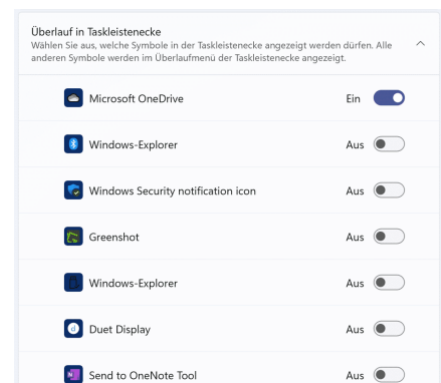 Überlauf in Taskleistenecke
Wählen Sie aus, welche Symbole in der Taskleistenecke angezeigt werden dürfen. Alle
anderen Symbole werden im Überlaufmenü der Taskleistenecke angezeigt.
Microsoft OneDrive Ein
Windows-Explorer Aus
Windows Security notification icon Aus
Greenshot Aus
Windows-Explorer Aus
Duet Display Aus
Send to OneNote Tool Aus